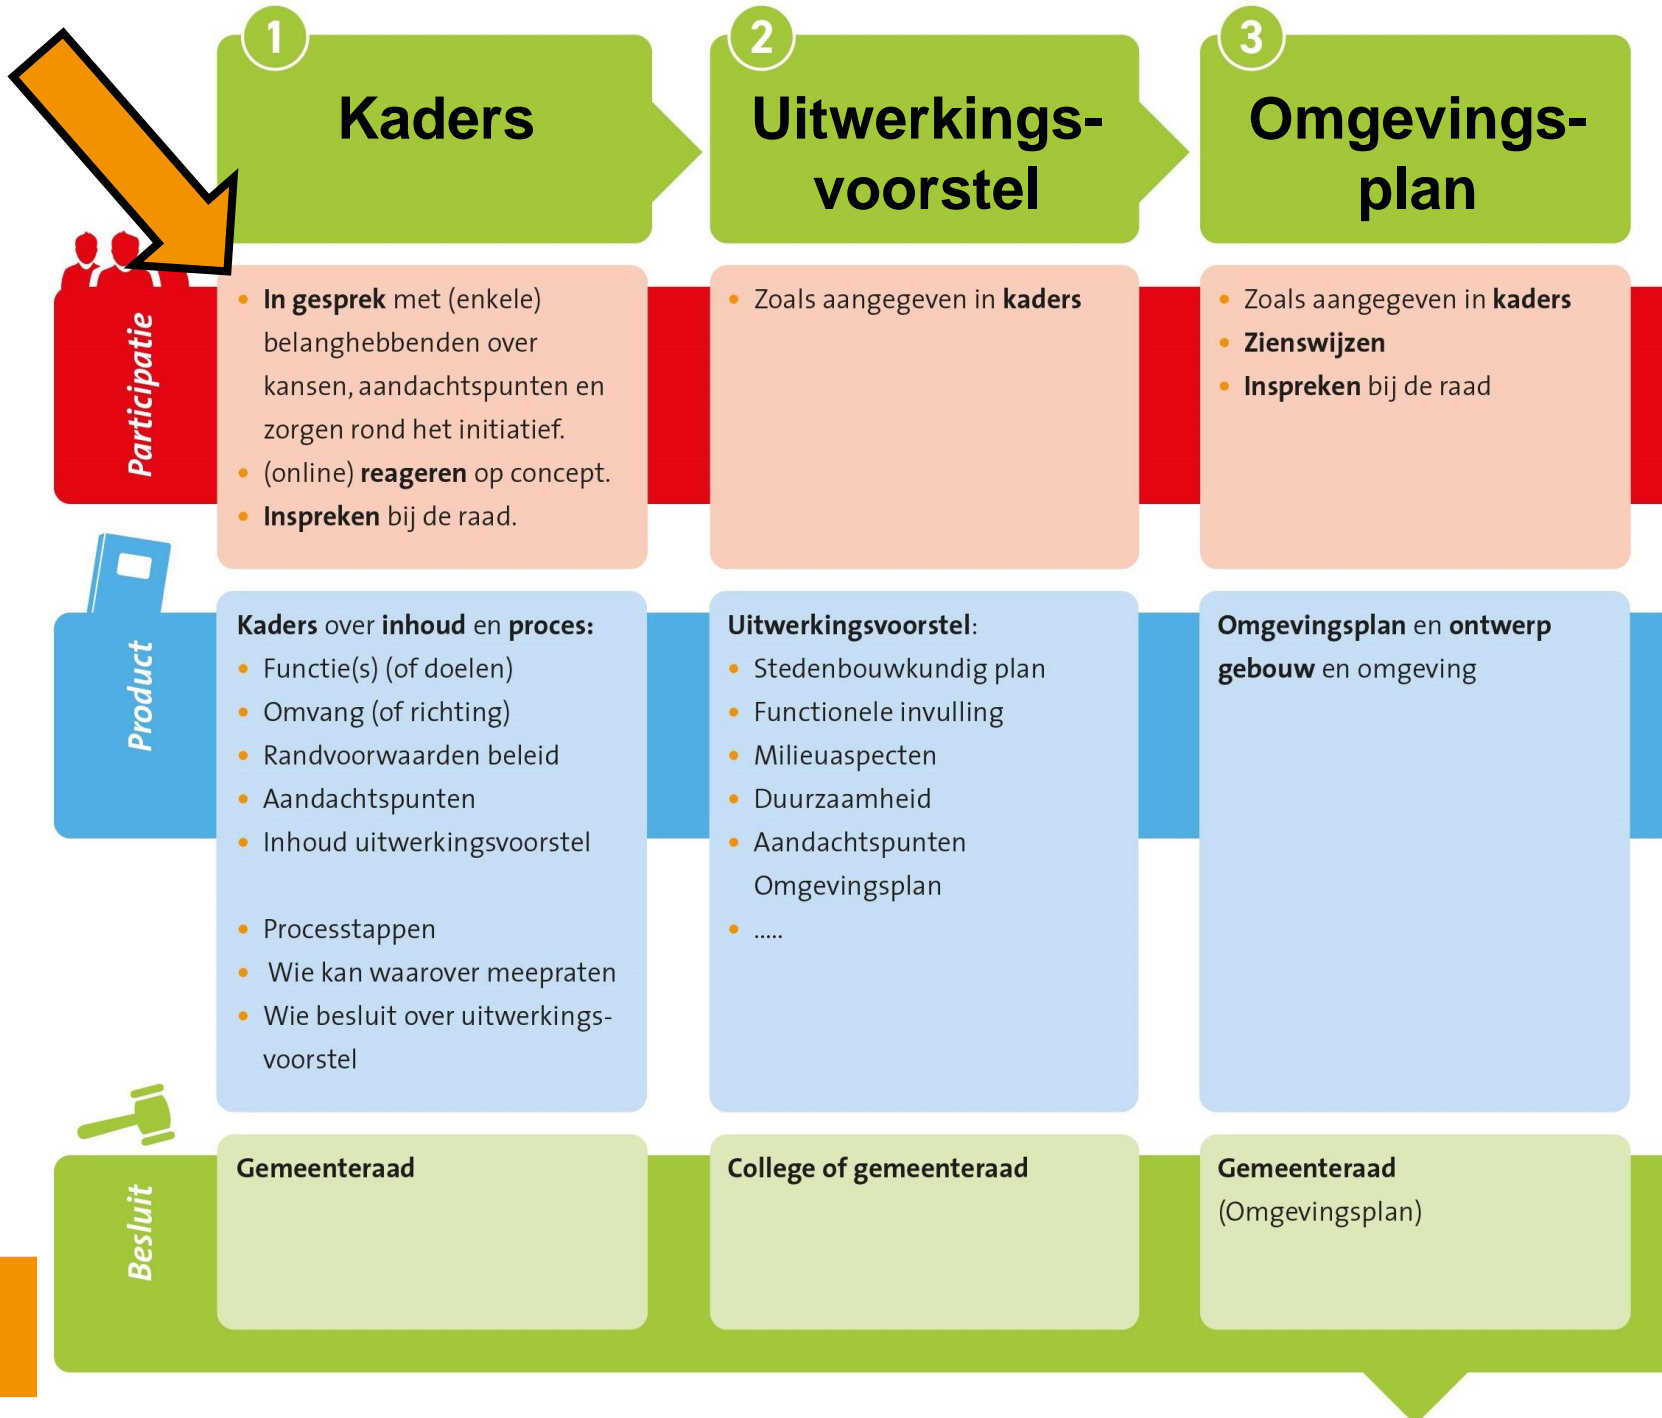 1
Kaders
2
Uitwerkings-
voorstel
3
Omgevings-
plan
Participatie
• In gesprek met (enkele)
belanghebbenden over
kansen, aandachtspunten en
zorgen rond het initiatief.
• (online) reageren op concept.
• Inspreken bij de raad.
• Zoals aangegeven in kaders
• Zoals aangegeven in kaders
• Zienswijzen
• Inspreken bij de raad
Product
Kaders over inhoud en proces:
• Functie(s) (of doelen)
• Omvang (of richting)
• Randvoorwaarden beleid
• Aandachtspunten
• Inhoud uitwerkingsvoorstel
• Processtappen
• Wie kan waarover meepraten
• Wie besluit over uitwerkings-
voorstel
Uitwerkingsvoorstel:
• Stedenbouwkundig plan
• Functionele invulling
• Milieuaspecten
• Duurzaamheid
• Aandachtspunten
Omgevingsplan
• .....
Omgevingsplan en ontwerp
gebouw en omgeving
Besluit
Gemeenteraad
College of gemeenteraad
Gemeenteraad
(Omgevingsplan)